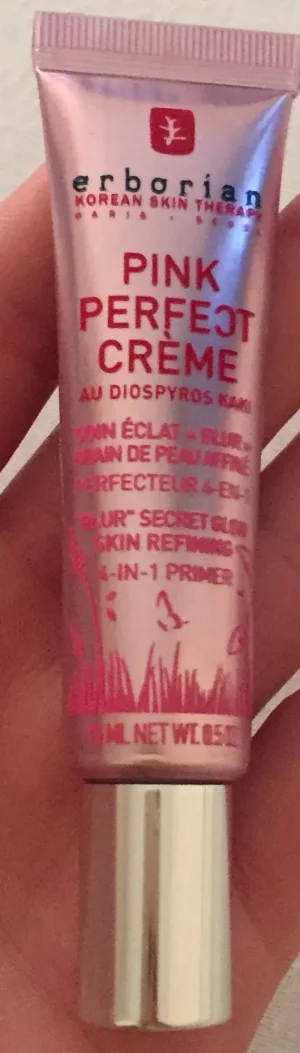 erborian
KOREAN SKIN THERAPY
PARIS - SEOUL
PINK
PERFECT
CRÈME
AU DIOSPYROS KAKI
SOIN ÉCLAT « BLUR »
GRAIN DE PEAU AFFINÉ
PERFECTEUR 4-EN-1
"BLUR" SECRET GLOW
SKIN REFINING
4-IN-1 PRIMER
ML NET WT. 0.5 OZ